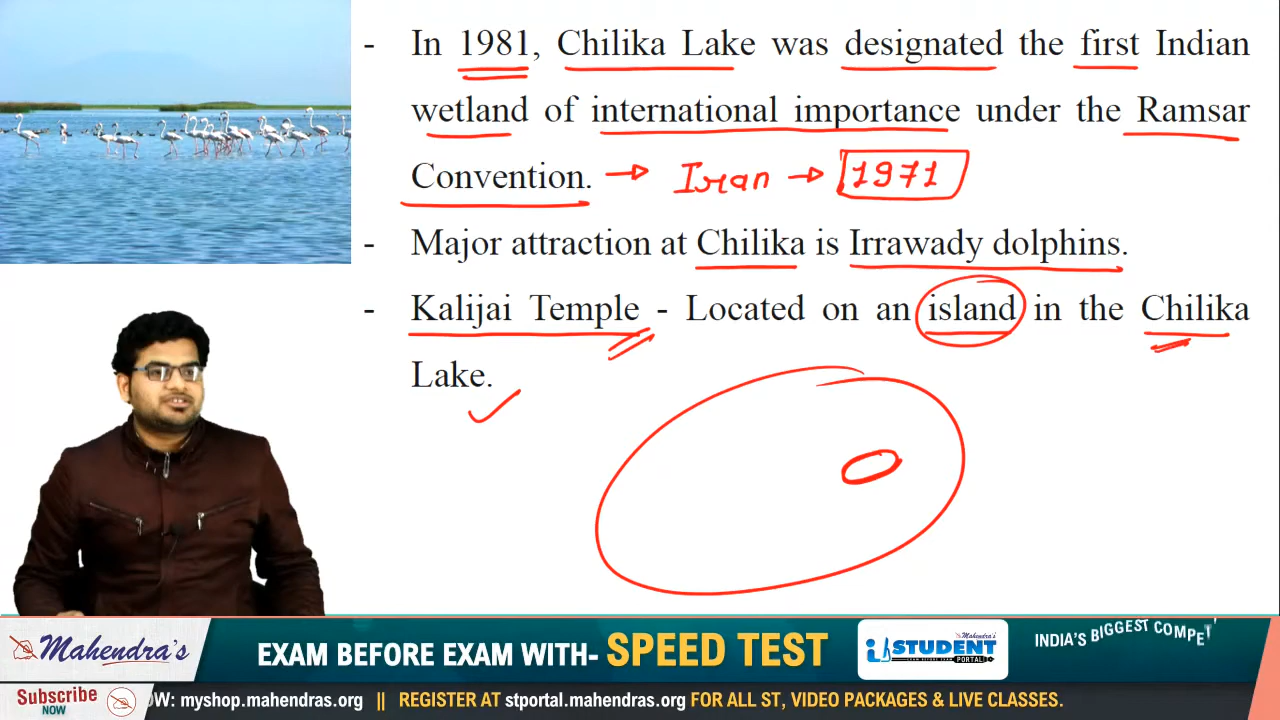 - In 1981, Chilika Lake was designated the first Indian
wetland of international importance under the Ramsar
Convention. → Iran → 1971
- Major attraction at Chilika is Irrawady dolphins.
- Kalijai Temple - Located on an island in the Chilika
Lake.
Mahendra's
EXAM BEFORE EXAM WITH- SPEED TEST
Mahendra's
STUDENT
PORTAL
INDIA'S BIGGEST COMPET
Subscribe
NOW
OW: myshop.mahendras.org || REGISTER AT stportal.mahendras.org FOR ALL ST, VIDEO PACKAGES & LIVE CLASSES.